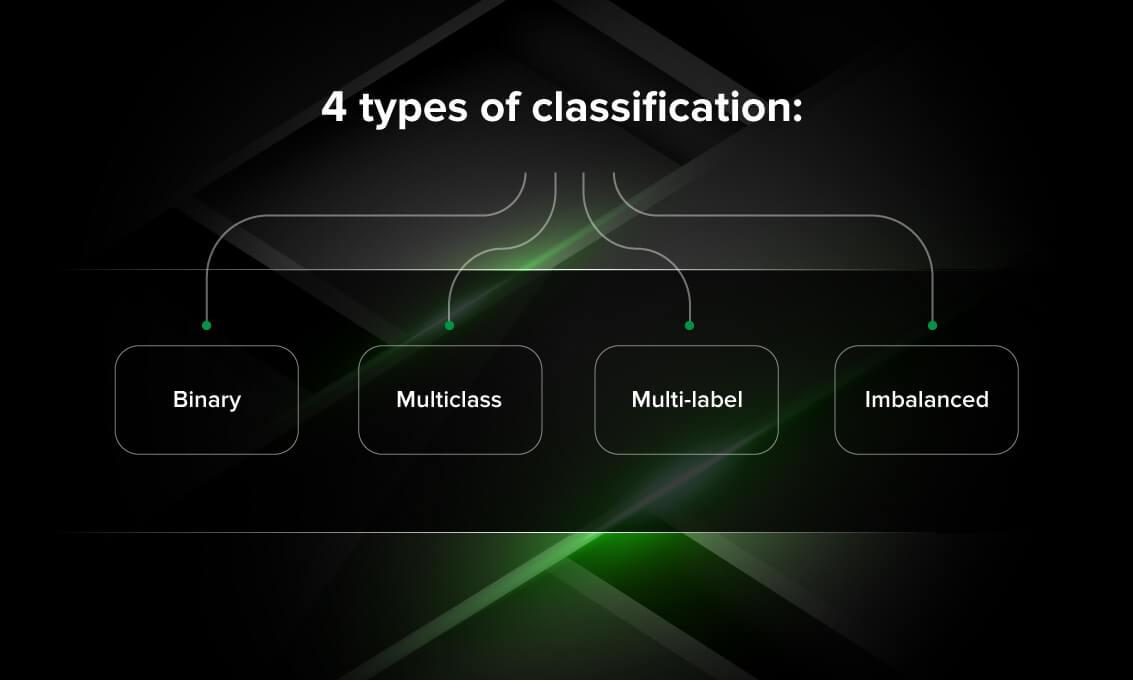 4 types of classification:
Binary
Multiclass
Multi-label
Imbalanced